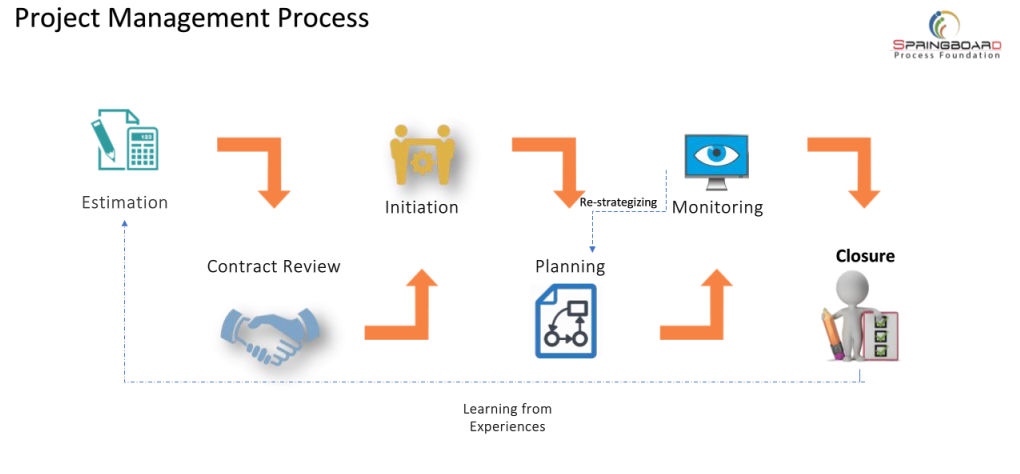 Project Management Process
SPRINGBOARD
Process Foundation
Estimation
Initiation
Re-strategizing
Monitoring
Contract Review
Planning
Closure
Learning from
Experiences